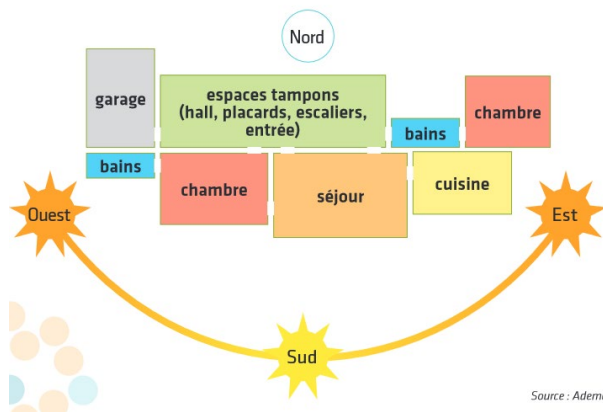 Nord
garage
espaces tampons
(hall, placards, escaliers,
entrée)
chambre
bains
bains
chambre
séjour
cuisine
Ouest
Est
Sud
Source : Adem